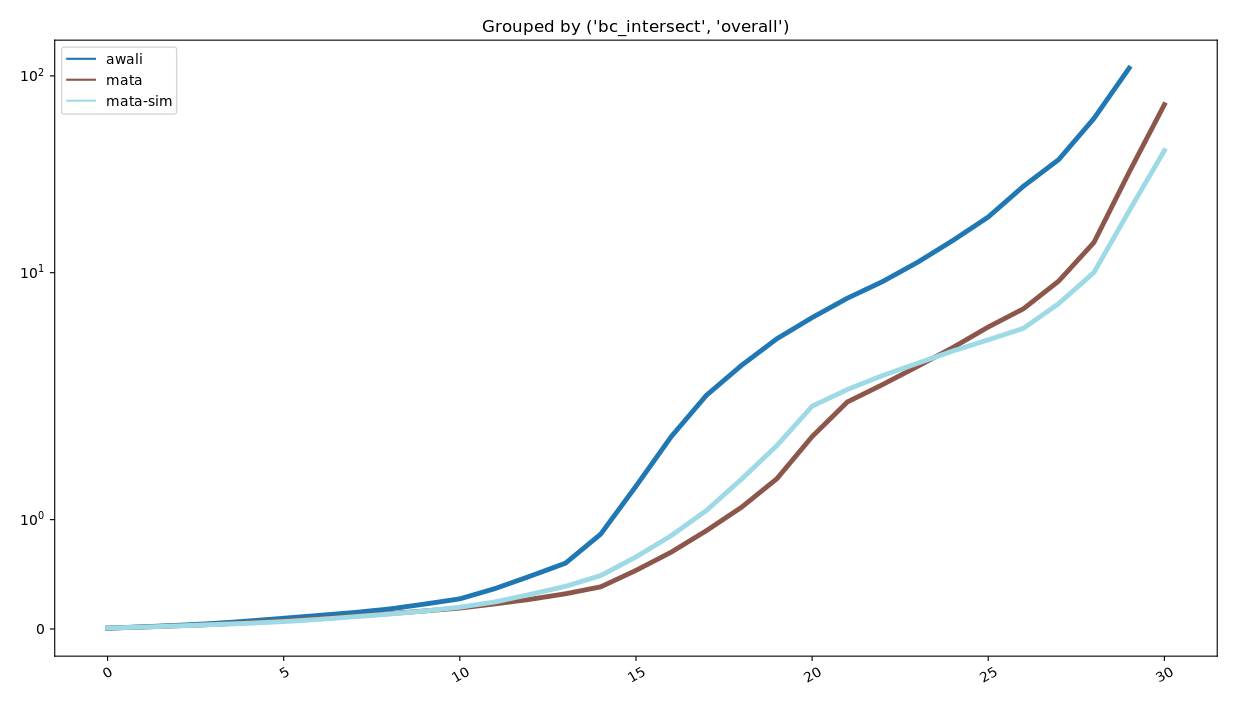 Grouped by ('bc_intersect', 'overall')
awali
mata
mata-sim
10²
10¹
10⁰
0
0 5 10 15 20 25 30